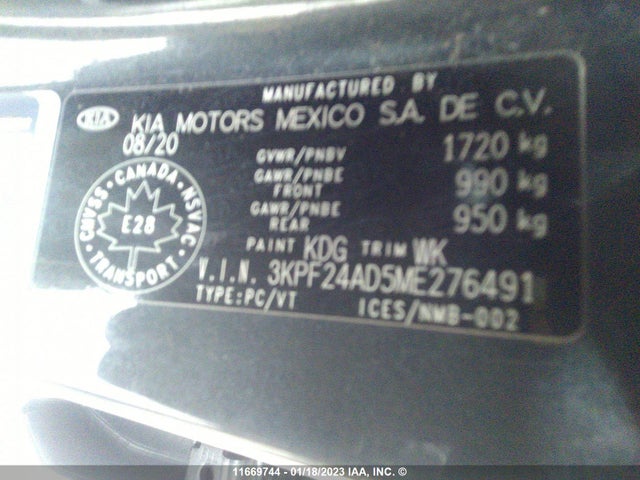 MANUFACTURED BY
KIA KIA MOTORS MEXICO S.A. DE C.V.
08/20
GVWR/PNBV 1720 kg
GAWR/PNBE FRONT 990 kg
GAWR/PNBE REAR 950 kg
PAINT KDG TRIM WK
V.I.N. 3KPF24AD5ME276491
TYPE:PC/VT ICES/NMB-002
CANADA
CMVSS NSVAC
E28
TRANSPORT
11669744 - 01/18/2023 IAA, INC. ©